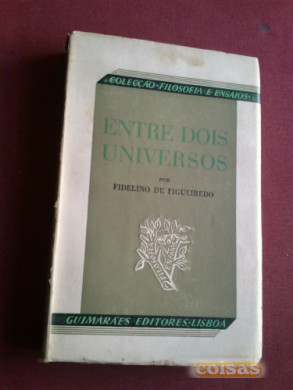 COLECÇÃO·FILOSOFIA E ENSAIOS
ENTRE DOIS
UNIVERSOS
POR
FIDELINO DE FIGUEIREDO
GUIMARÃES EDITORES·LISBOA
coisas